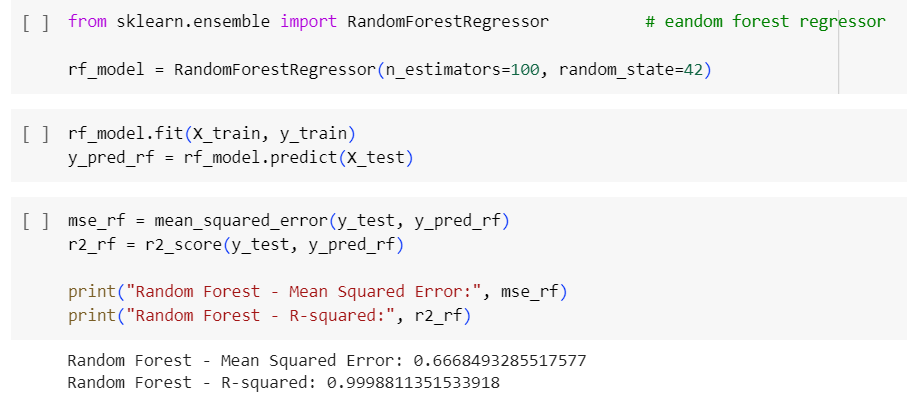 [ ] from sklearn.ensemble import RandomForestRegressor # eandom forest regressor
rf_model = RandomForestRegressor(n_estimators=100, random_state=42)
[ ] rf_model.fit(X_train, y_train)
y_pred_rf = rf_model.predict(X_test)
[ ] mse_rf = mean_squared_error(y_test, y_pred_rf)
r2_rf = r2_score(y_test, y_pred_rf)
print("Random Forest - Mean Squared Error:", mse_rf)
print("Random Forest - R-squared:", r2_rf)
Random Forest - Mean Squared Error: 0.6668493285517577
Random Forest - R-squared: 0.9998811351533918